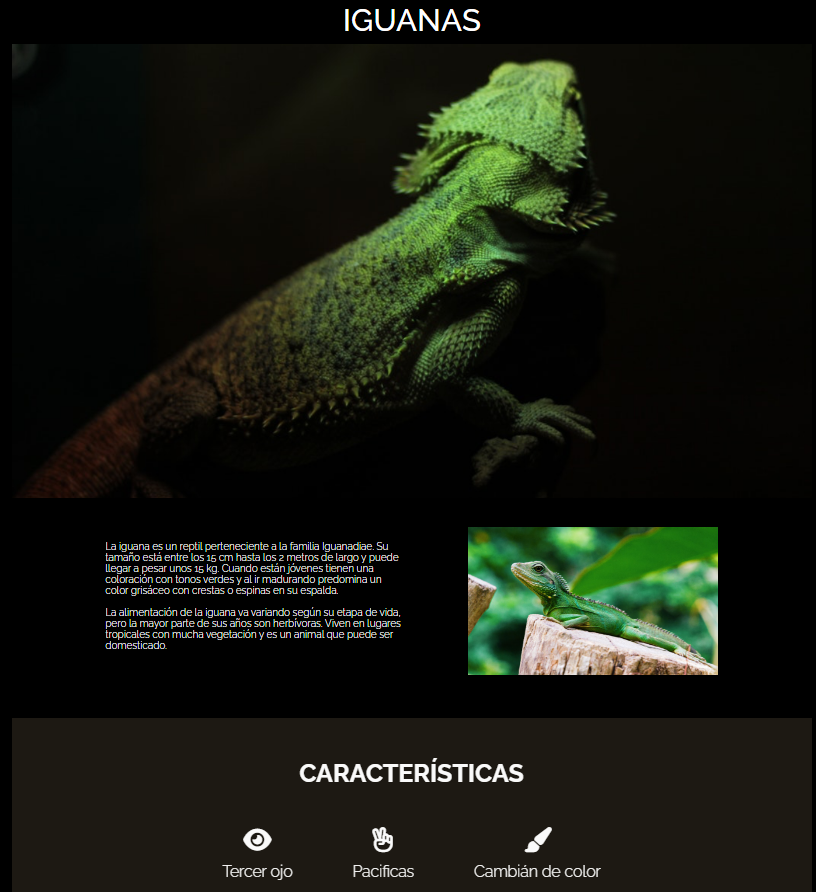 IGUANAS
La iguana es un reptil perteneciente a la familia Iguanadiae. Su
tamaño está entre los 15 cm hasta los 2 metros de largo y puede
llegar a pesar unos 15 kg. Cuando están jóvenes tienen una
coloración con tonos verdes y al ir madurando predomina un
color grisáceo con crestas o espinas en su espalda.
La alimentación de la iguana va variando según su etapa de vida,
pero la mayor parte de sus años son herbívoras. Viven en lugares
tropicales con mucha vegetación y es un animal que puede ser
domesticado.
CARACTERÍSTICAS
Tercer ojo
Pacificas
Cambián de color